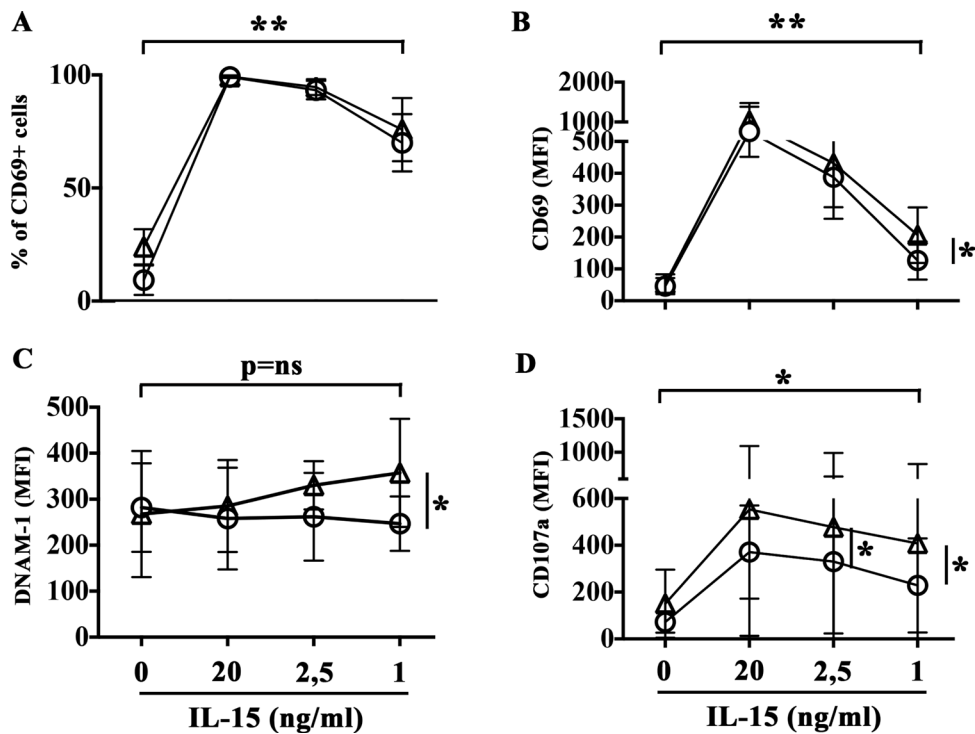 A
**
% of CD69+ cells
100
50
0
B
**
CD69 (MFI)
2000
1000
500
400
300
200
100
0
*
C
p=ns
DNAM-1 (MFI)
500
400
300
200
100
0
*
0 20 2,5 1
IL-15 (ng/ml)
D
*
CD107a (MFI)
1500
1000
600
400
200
0
*
*
0 20 2,5 1
IL-15 (ng/ml)